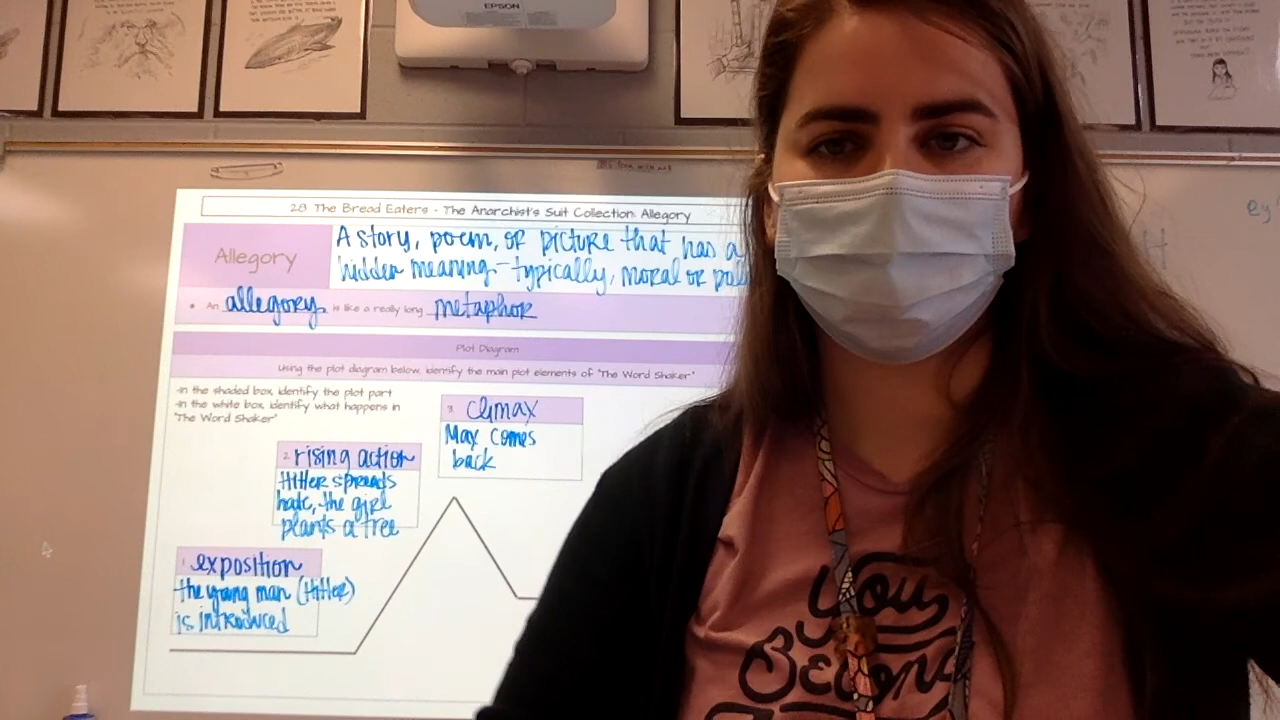 EPSON
28 The Bread Eaters - The Anarchist's Suit Collection: Allegory
Allegory
A story, poem, or picture that has a
hidden meaning - typically, moral or
• An allegory is like a really long metaphor
Plot Diagram
Using the plot diagram below, identify the main plot elements of "The Word Shaker"
-In the shaded box, identify the plot part
-In the white box, identify what happens in
"The Word Shaker"
3. climax
Max comes
back
2. rising action
Hitler spreads
hate, the girl
plants a tree
1. exposition
the young man (Hitler)
is introduced
You